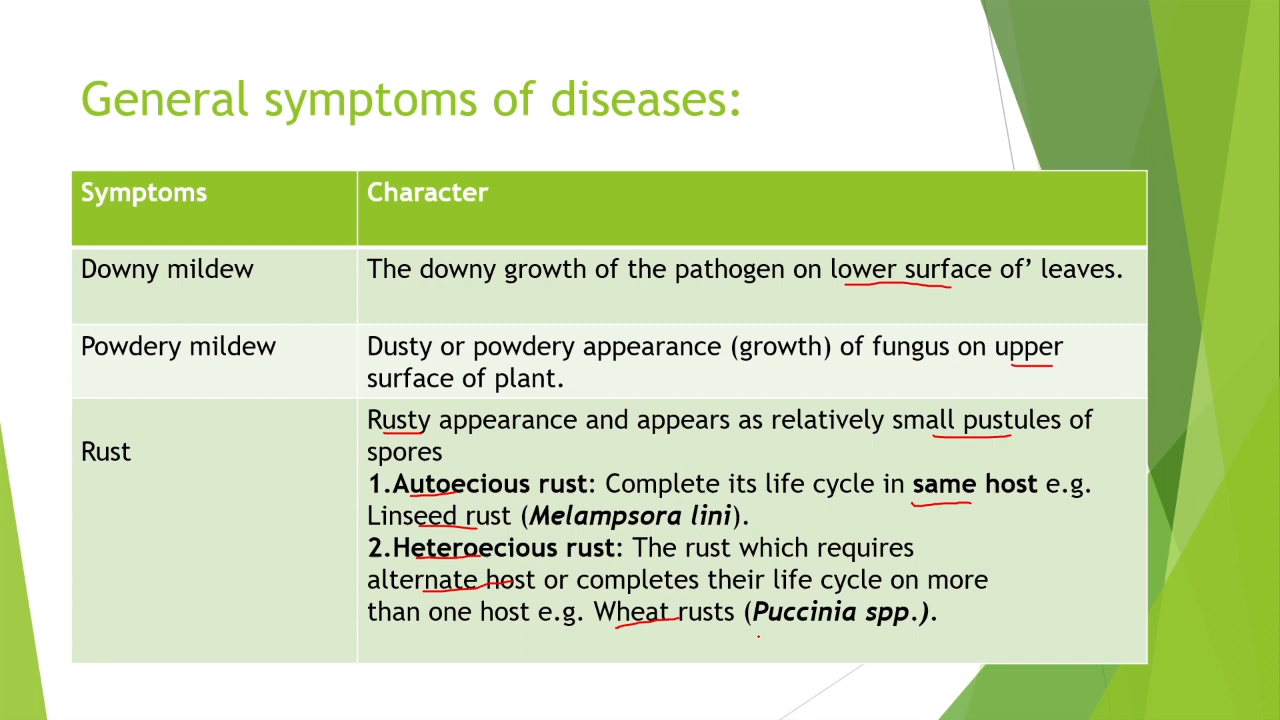 General symptoms of diseases:
Symptoms
Character
Downy mildew
The downy growth of the pathogen on lower surface of’ leaves.
Powdery mildew
Dusty or powdery appearance (growth) of fungus on upper
surface of plant.
Rust
Rusty appearance and appears as relatively small pustules of
spores
1.Autoecious rust: Complete its life cycle in same host e.g.
Linseed rust (Melampsora lini).
2.Heteroecious rust: The rust which requires
alternate host or completes their life cycle on more
than one host e.g. Wheat rusts (Puccinia spp.).